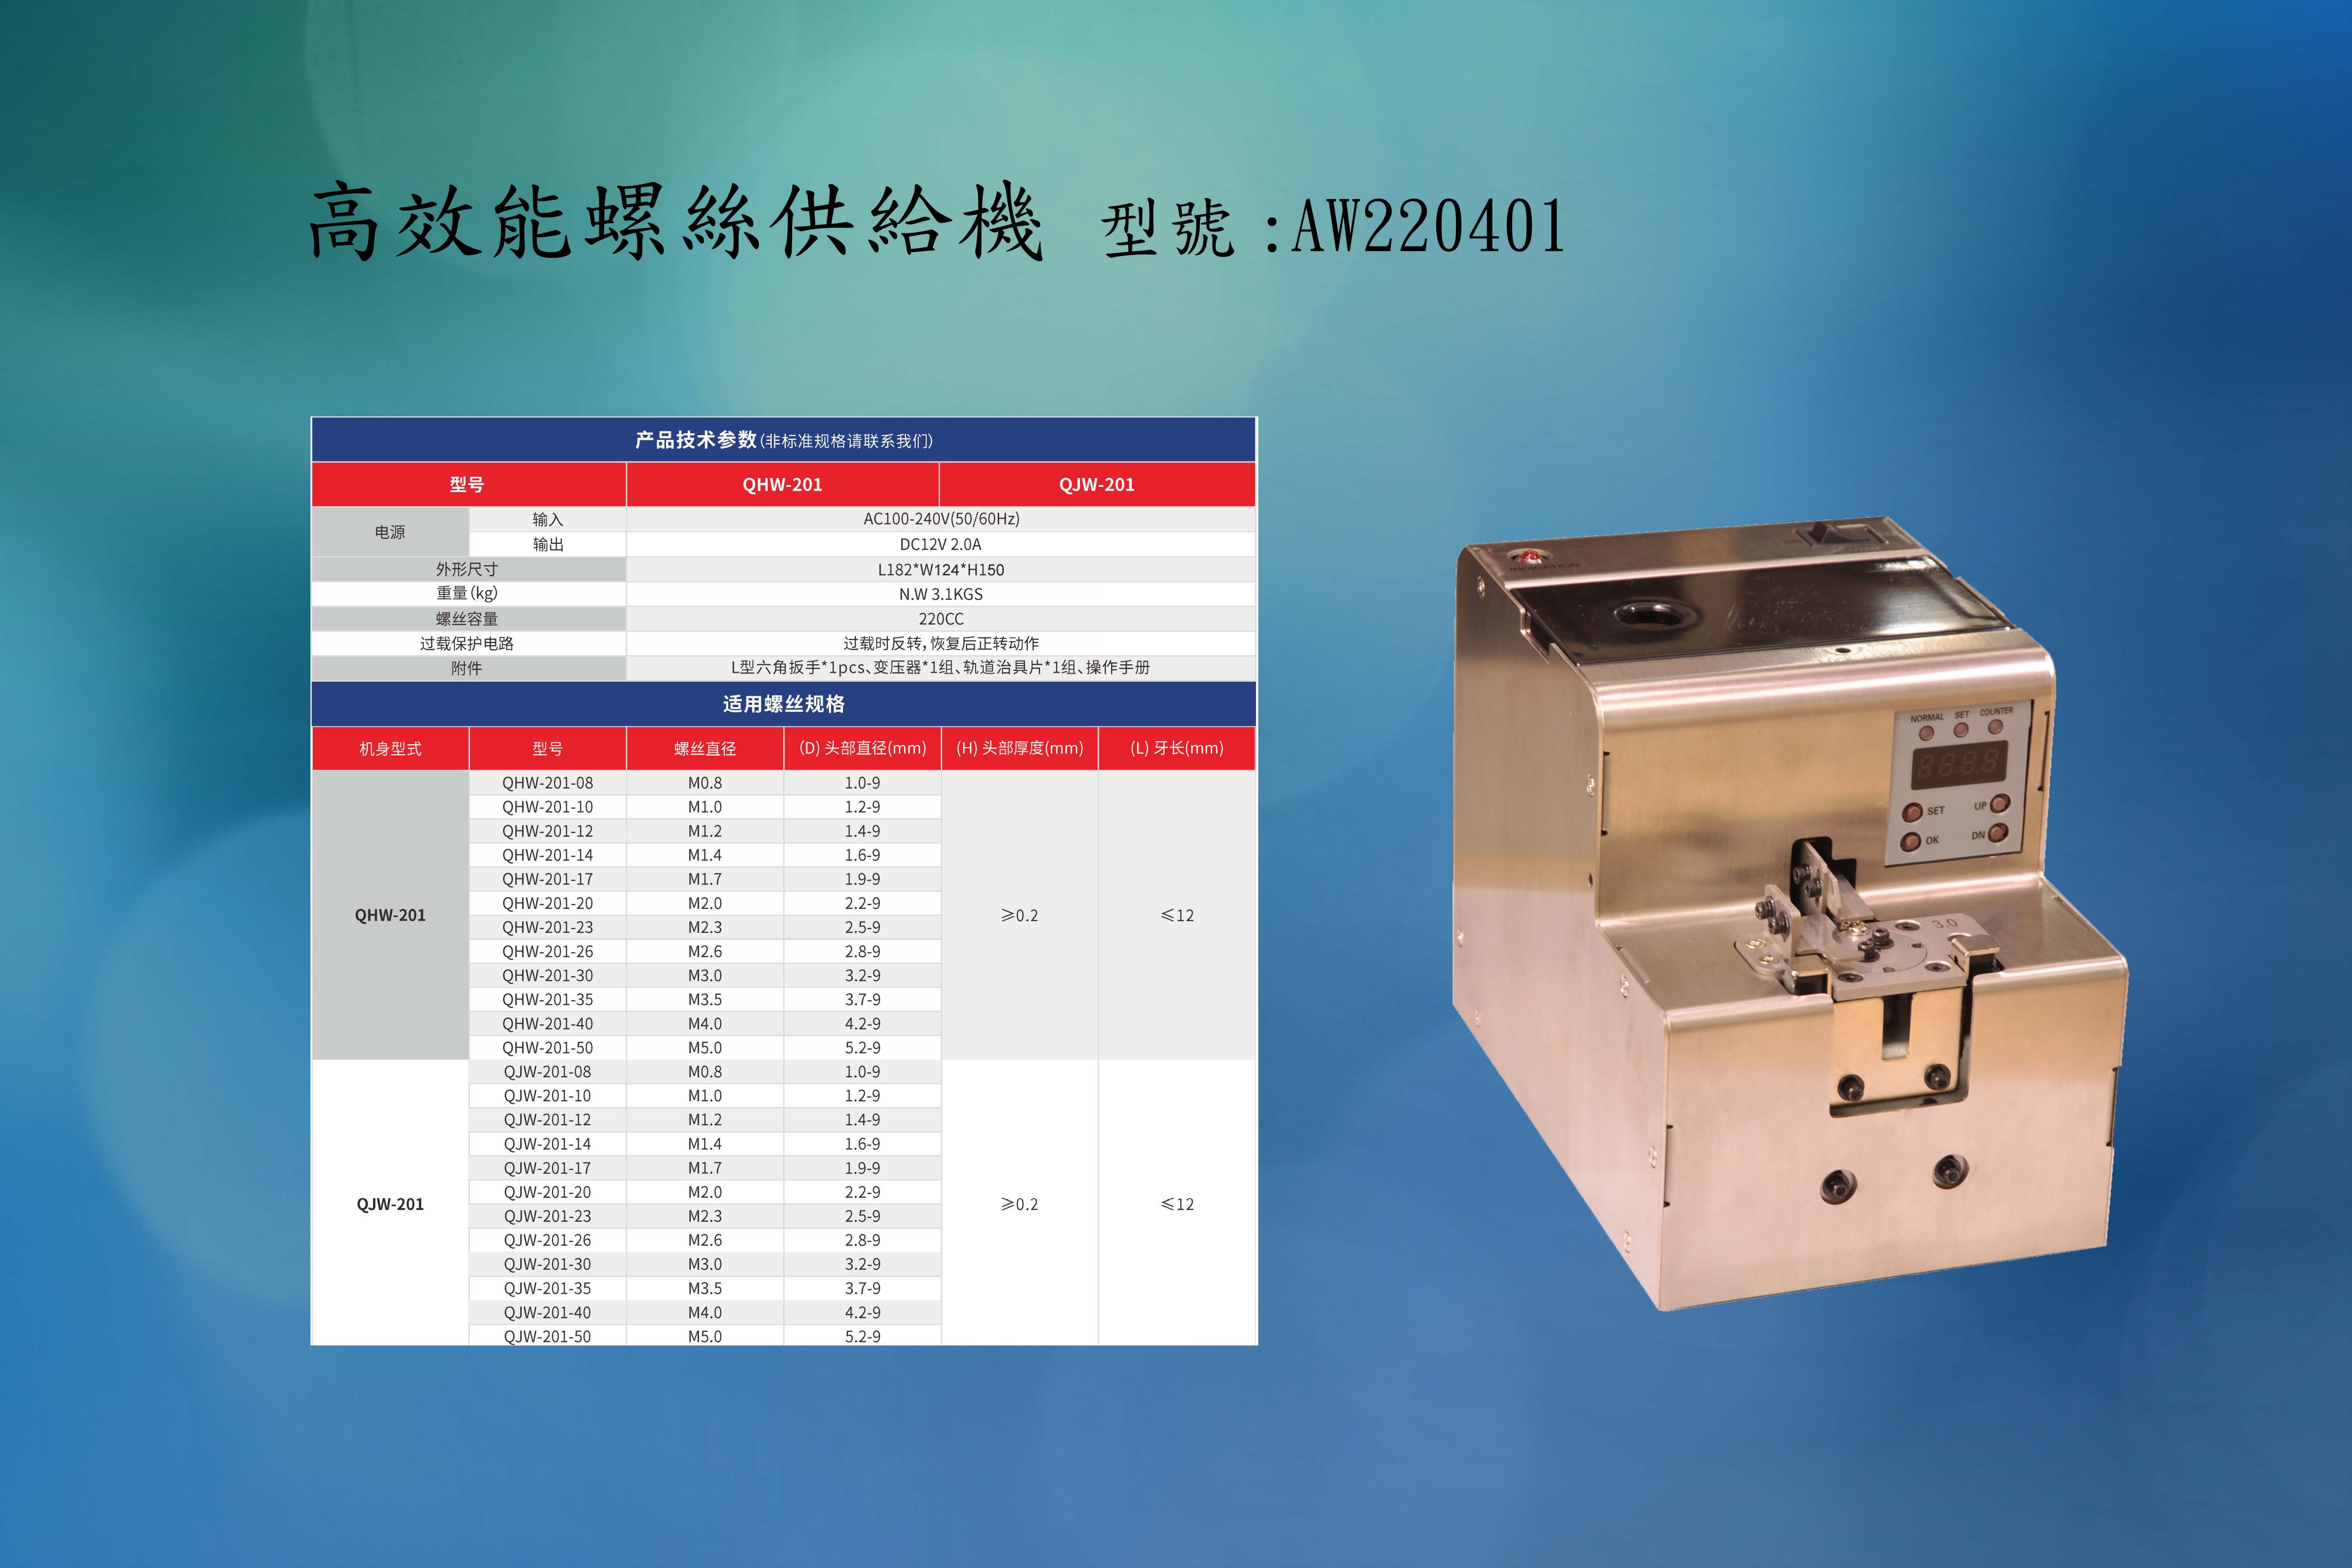 高效能螺絲供給機 型號:AW220401
产品技术参数(非标准规格请联系我们)
型号 QHW-201 QJW-201
电源 输入 AC100-240V(50/60Hz)
输出 DC12V 2.0A
外形尺寸 L182*W124*H150
重量(kg) N.W 3.1KGS
螺丝容量 220CC
过载保护电路 过载时反转,恢复后正转动作
附件 L型六角扳手*1pcs、变压器*1组、轨道治具片*1组、操作手册
适用螺丝规格
机身型式 型号 螺丝直径 (D) 头部直径(mm) (H) 头部厚度(mm) (L) 牙长(mm)
QHW-201 ≥0.2 ≤12
QHW-201-08 M0.8 1.0-9
QHW-201-10 M1.0 1.2-9
QHW-201-12 M1.2 1.4-9
QHW-201-14 M1.4 1.6-9
QHW-201-17 M1.7 1.9-9
QHW-201-20 M2.0 2.2-9
QHW-201-23 M2.3 2.5-9
QHW-201-26 M2.6 2.8-9
QHW-201-30 M3.0 3.2-9
QHW-201-35 M3.5 3.7-9
QHW-201-40 M4.0 4.2-9
QHW-201-50 M5.0 5.2-9
QJW-201 ≥0.2 ≤12
QJW-201-08 M0.8 1.0-9
QJW-201-10 M1.0 1.2-9
QJW-201-12 M1.2 1.4-9
QJW-201-14 M1.4 1.6-9
QJW-201-17 M1.7 1.9-9
QJW-201-20 M2.0 2.2-9
QJW-201-23 M2.3 2.5-9
QJW-201-26 M2.6 2.8-9
QJW-201-30 M3.0 3.2-9
QJW-201-35 M3.5 3.7-9
QJW-201-40 M4.0 4.2-9
QJW-201-50 M5.0 5.2-9
NORMAL SET COUNTER
SET UP
OK DN
3.0